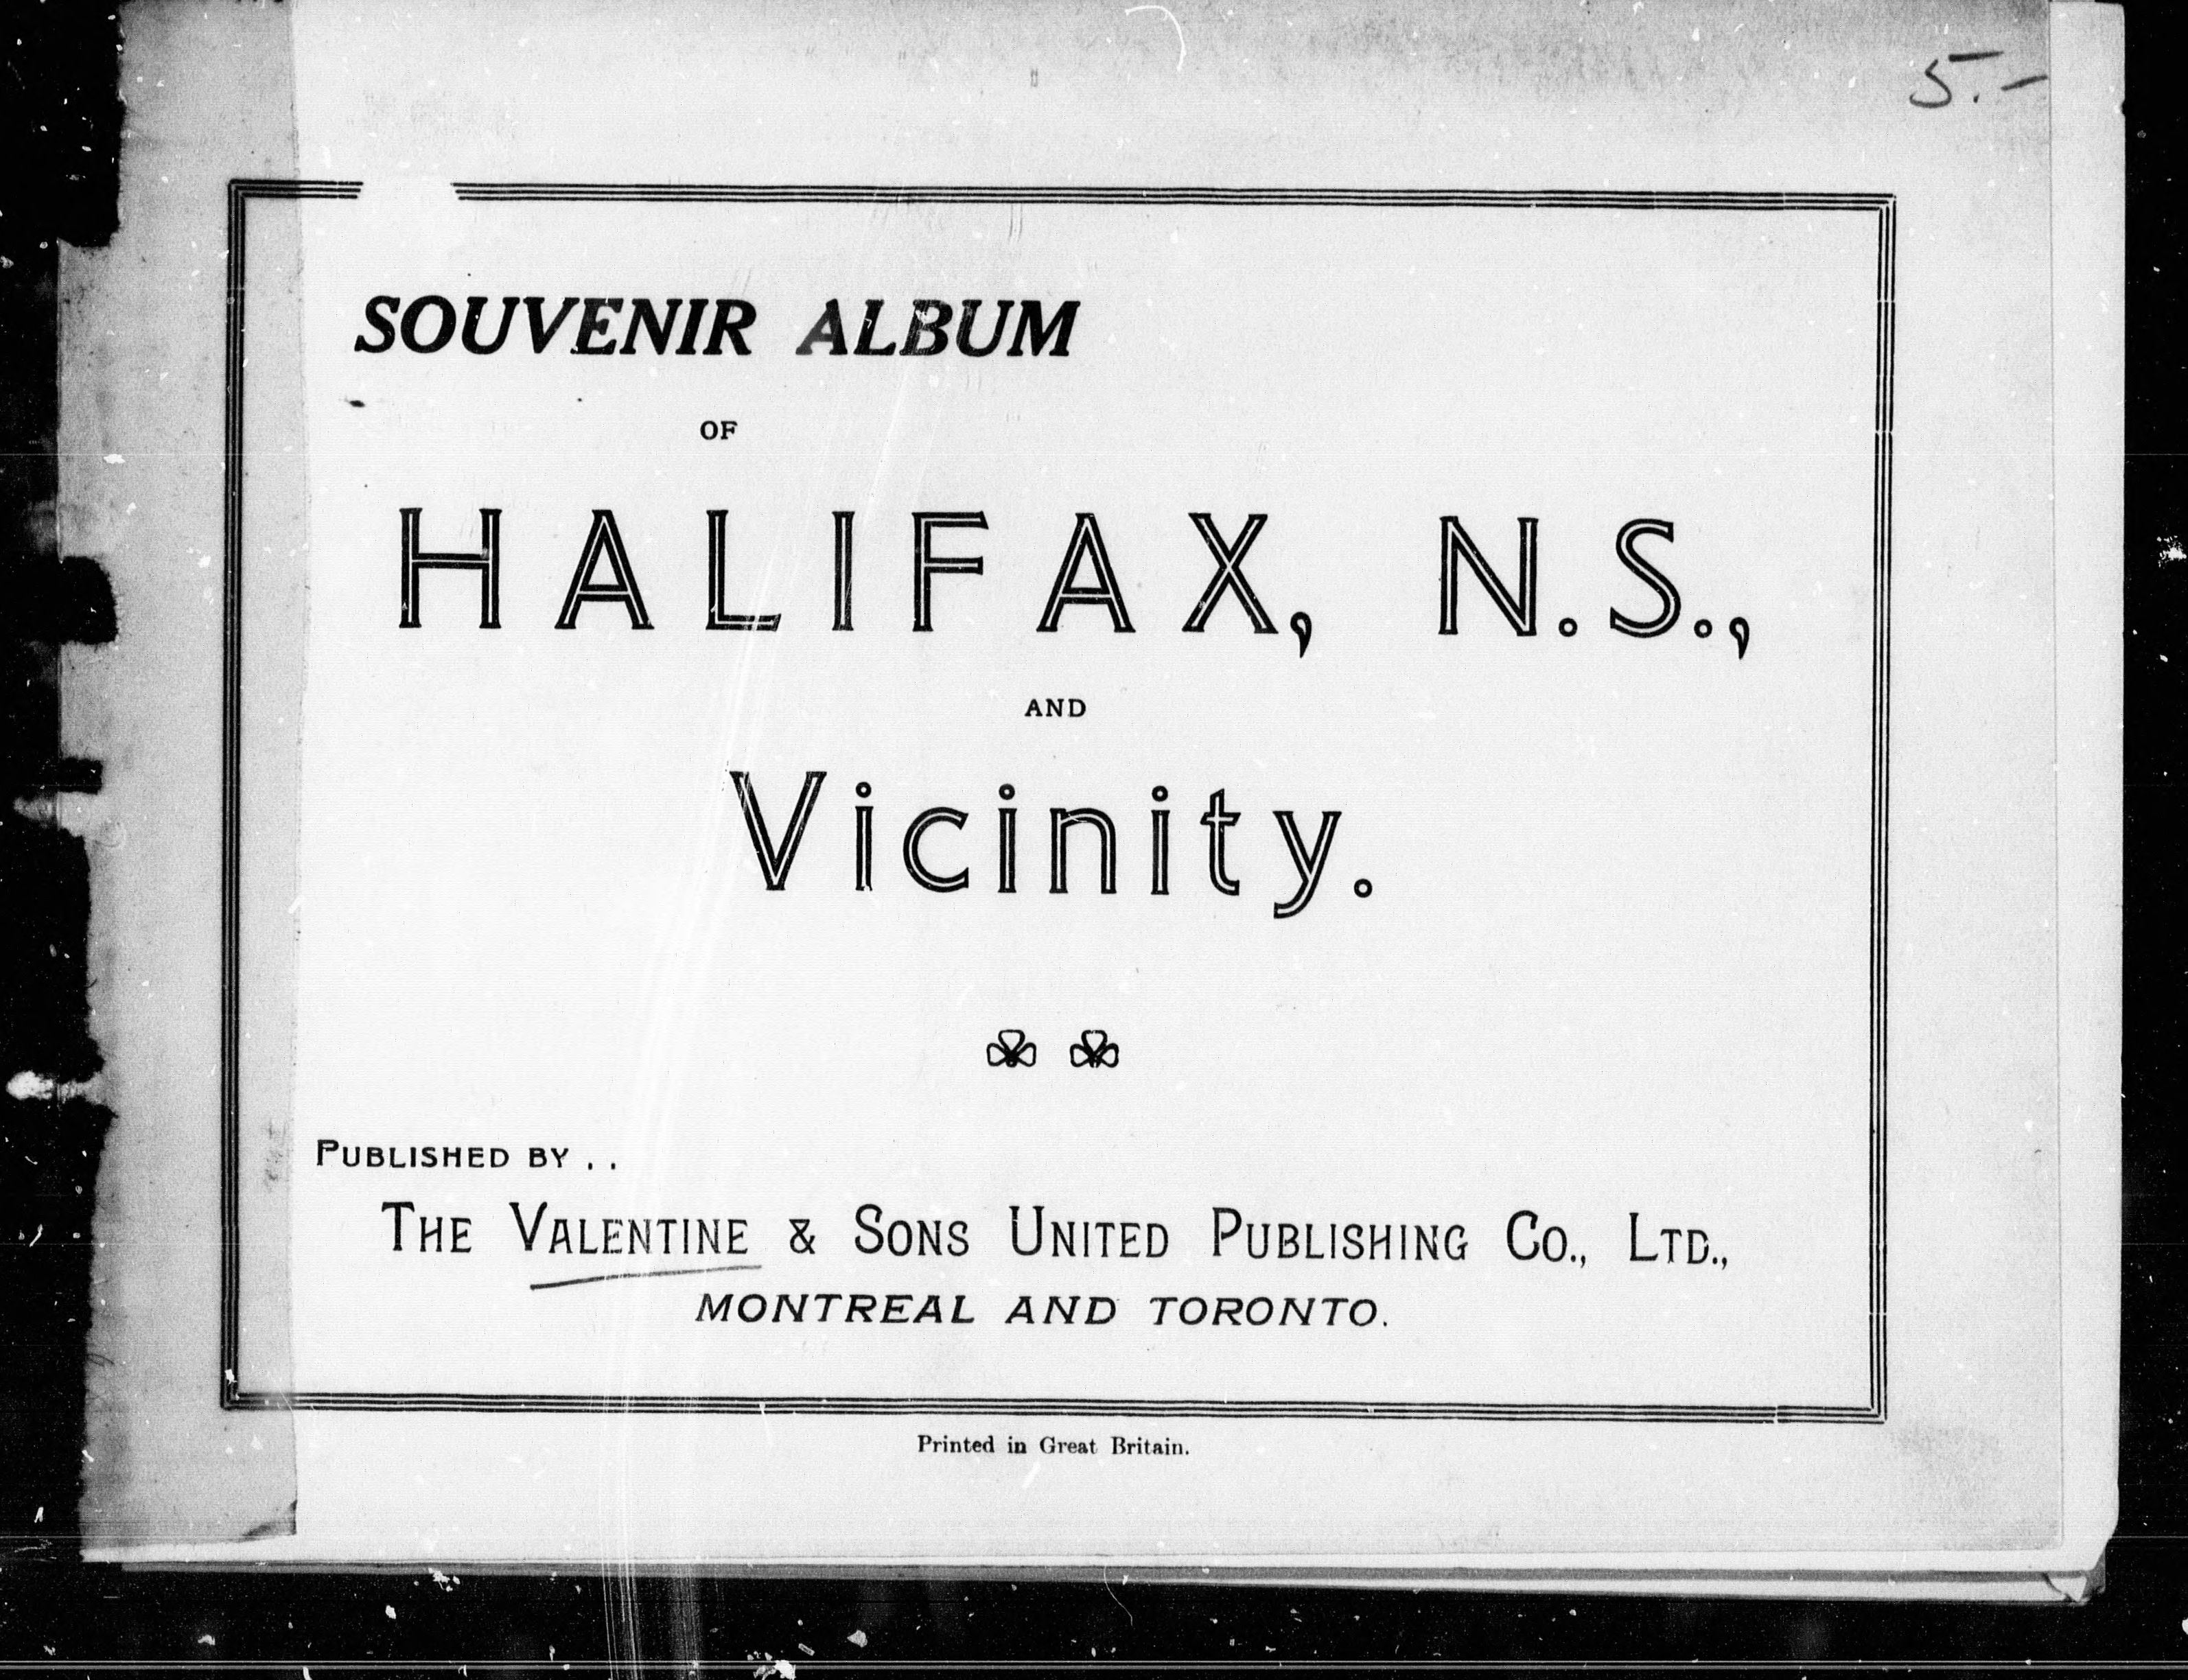 5.-
SOUVENIR ALBUM
OF
HALIFAX, N.S.,
AND
Vicinity.
PUBLISHED BY . .
THE VALENTINE & SONS UNITED PUBLISHING CO., LTD.,
MONTREAL AND TORONTO.
Printed in Great Britain.